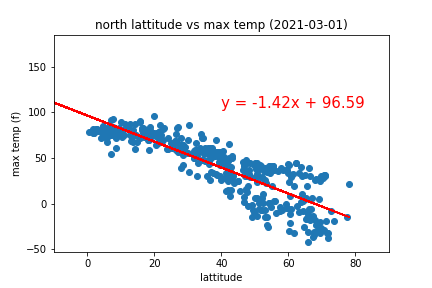 north lattitude vs max temp (2021-03-01)
150
y = -1.42x + 96.59
100
max temp (f)
50
0
−50
0 20 40 60 80
lattitude